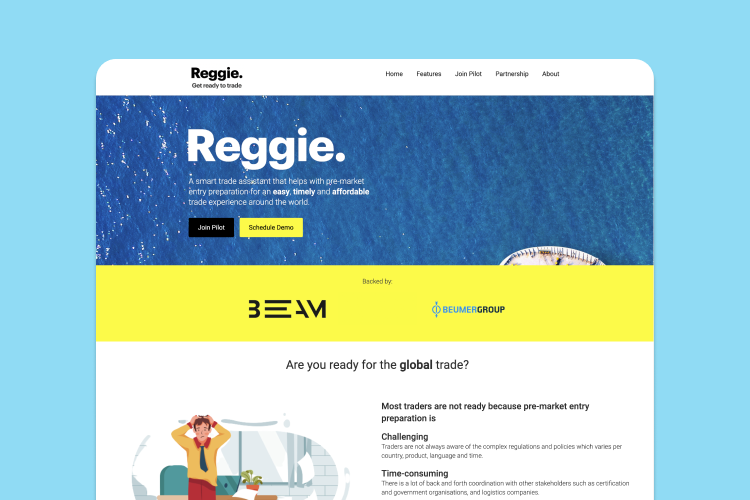 Reggie.
Get ready to trade
Home Features Join Pilot Partnership About
Reggie.
A smart trade assistant that helps with pre-market
entry preparation for an easy, timely and affordable
trade experience around the world.
Join Pilot Schedule Demo
Backed by:
BEAM BEUMERGROUP
Are you ready for the global trade?
Most traders are not ready because pre-market entry
preparation is
Challenging
Traders are not always aware of the complex regulations and policies which varies per
country, product, language and time.
Time-consuming
There is a lot of back and forth coordination with other stakeholders such as certification
and government organisations, and logistics companies.